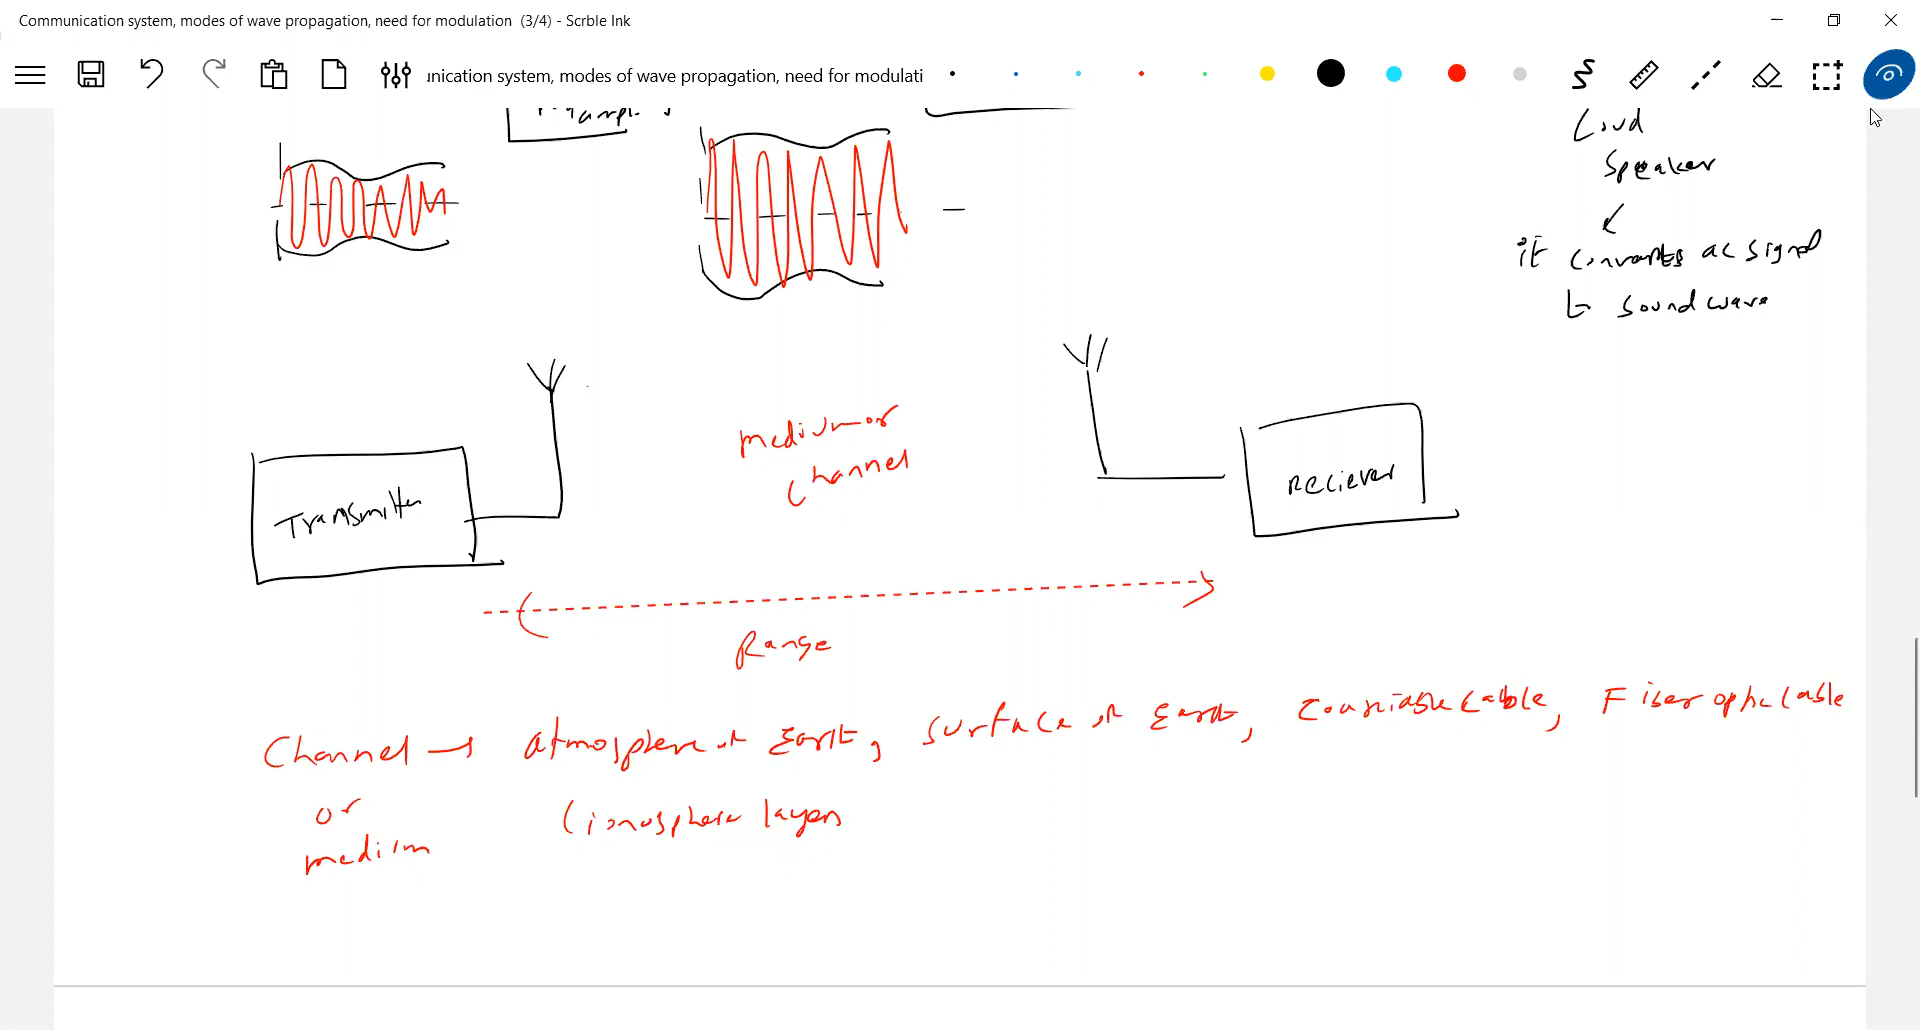 Communication system, modes of wave propagation, need for modulation (3/4) - Scrble Ink
unication system, modes of wave propagation, need for modulati
Loud
Speaker
it converts ac signal
to sound wave
medium or
channel
Transmitter
Reciever
Range
Channel → atmosphere of Earth, surface of Earth, cable, Fiber optic cable
or
medium
(ionosphere layer